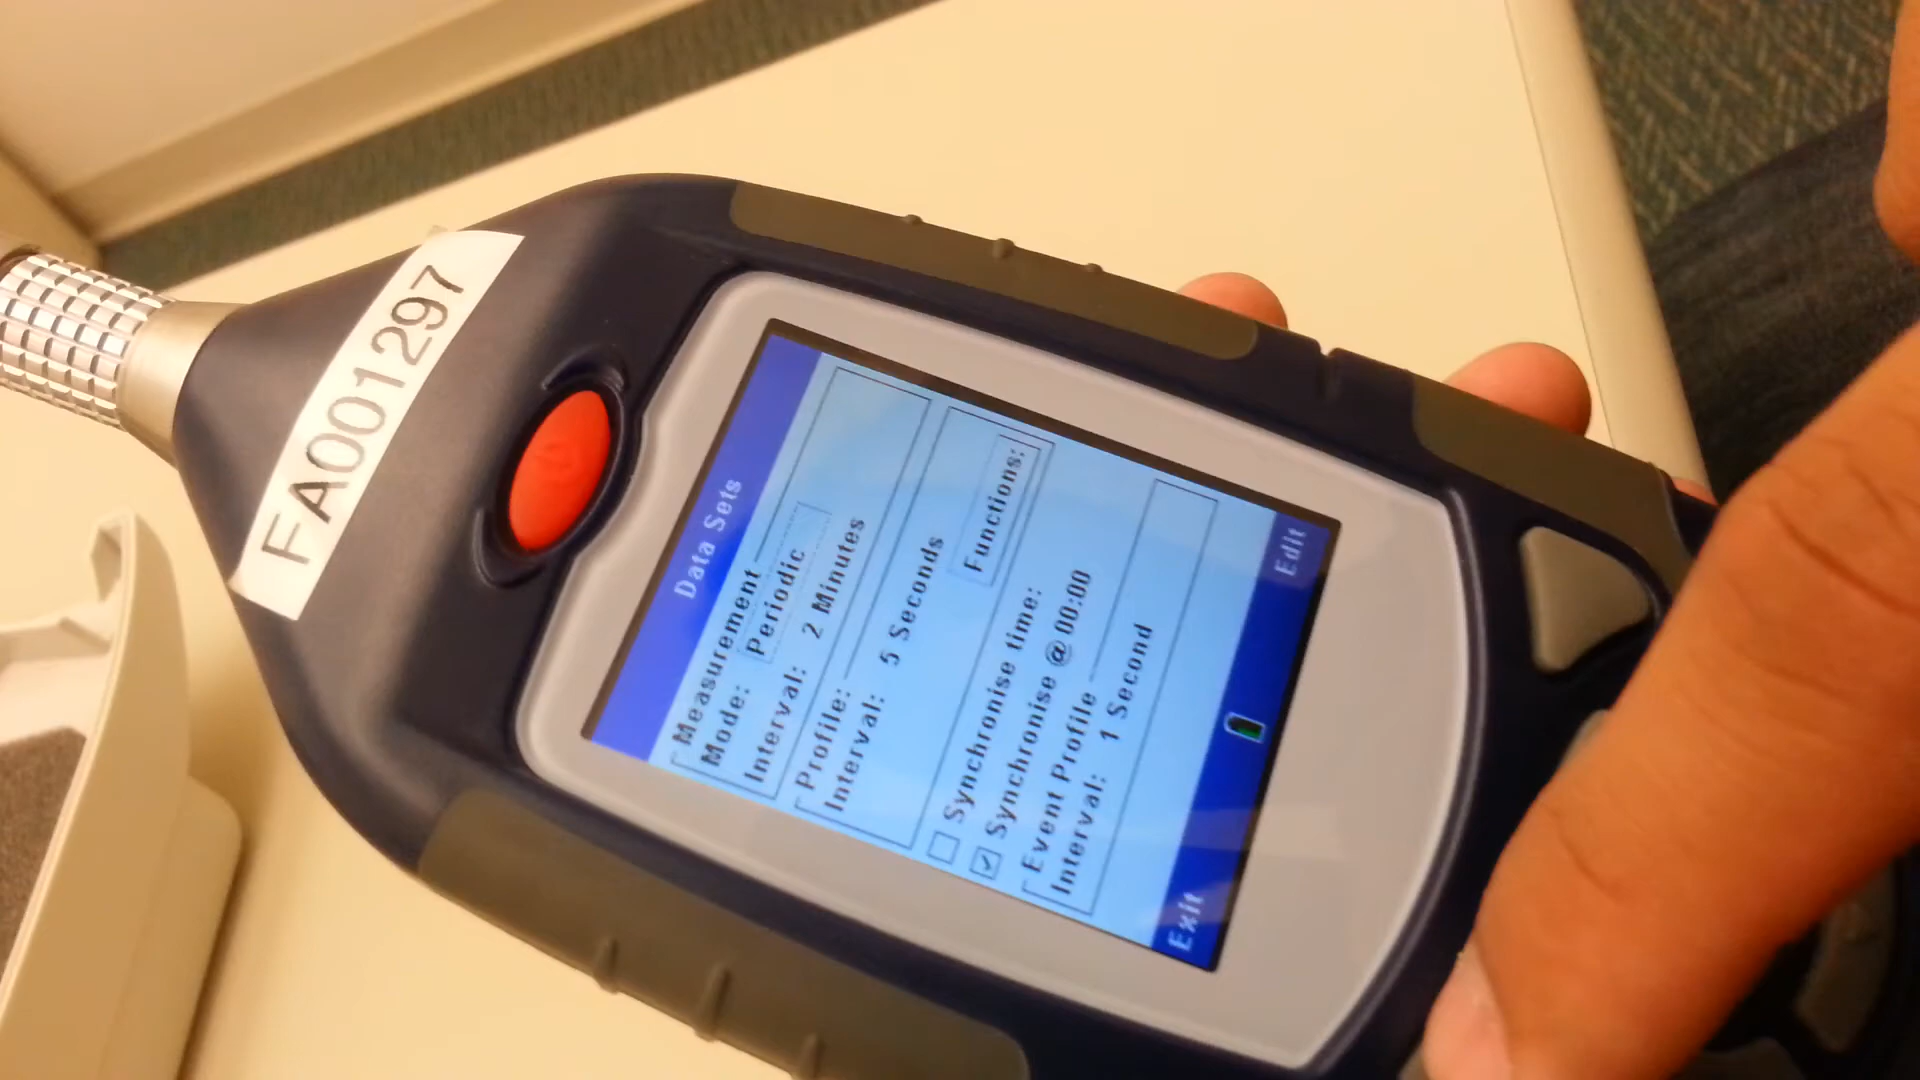 FA001297
Data Sets
Measurement
Mode: Periodic
Interval: 2 Minutes
Profile:
Interval: 5 Seconds
Functions:
Synchronise time:
Synchronise @ 00:00
Event Profile
Interval: 1 Second
Exit Edit